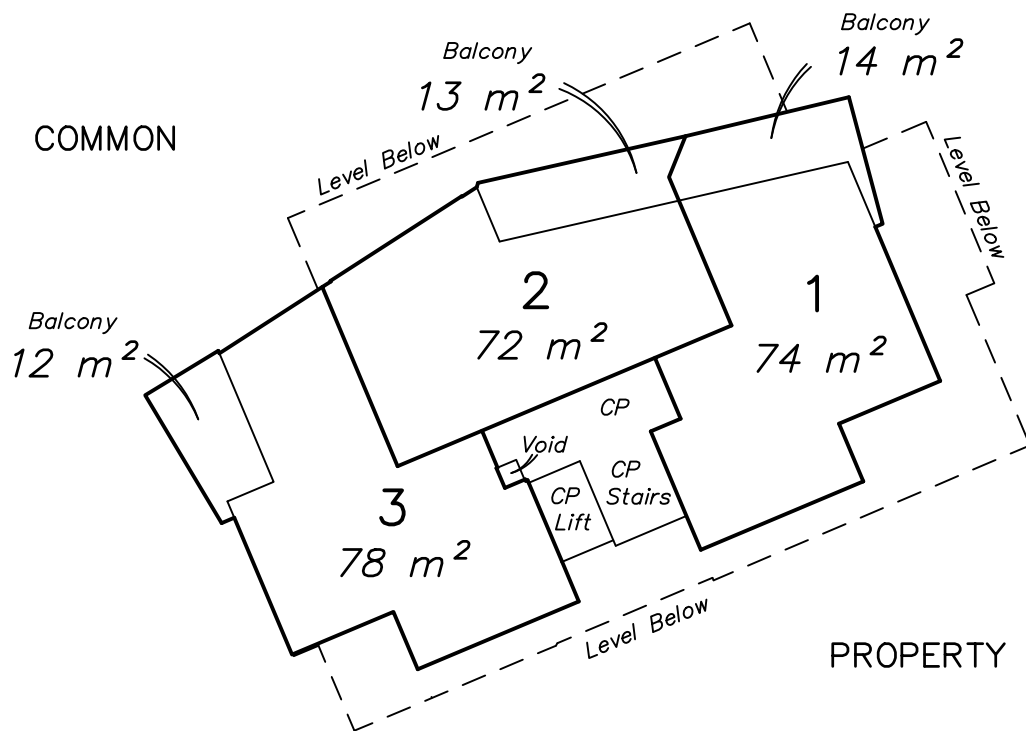 Balcony
14 m²
Balcony
13 m²
COMMON
Level Below
Level Below
2
72 m²
1
74 m²
Balcony
12 m²
CP
Void
CP
Stairs
CP
Lift
3
78 m²
Level Below
PROPERTY